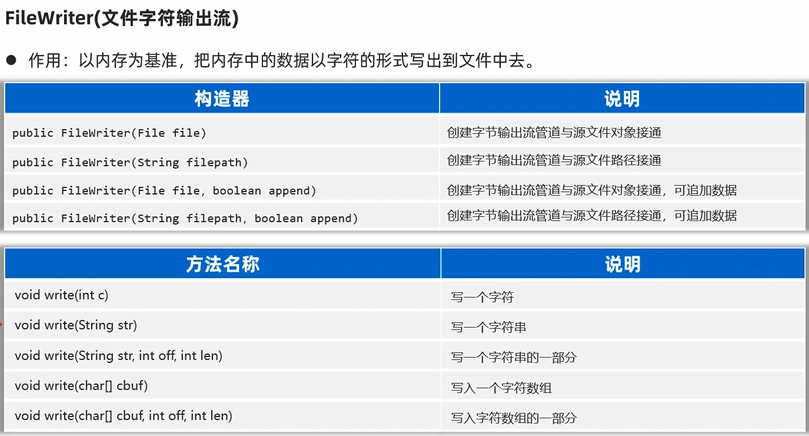 FileWriter(文件字符输出流)
● 作用：以内存为基准，把内存中的数据以字符的形式写出到文件中去。
构造器 说明
public FileWriter(File file) 创建字节输出流管道与源文件对象接通
public FileWriter(String filepath) 创建字节输出流管道与源文件路径接通
public FileWriter(File file, boolean append) 创建字节输出流管道与源文件对象接通，可追加数据
public FileWriter(String filepath, boolean append) 创建字节输出流管道与源文件路径接通，可追加数据
方法名称 说明
void write(int c) 写一个字符
void write(String str) 写一个字符串
void write(String str, int off, int len) 写一个字符串的一部分
void write(char[] cbuf) 写入一个字符数组
void write(char[] cbuf, int off, int len) 写入字符数组的一部分